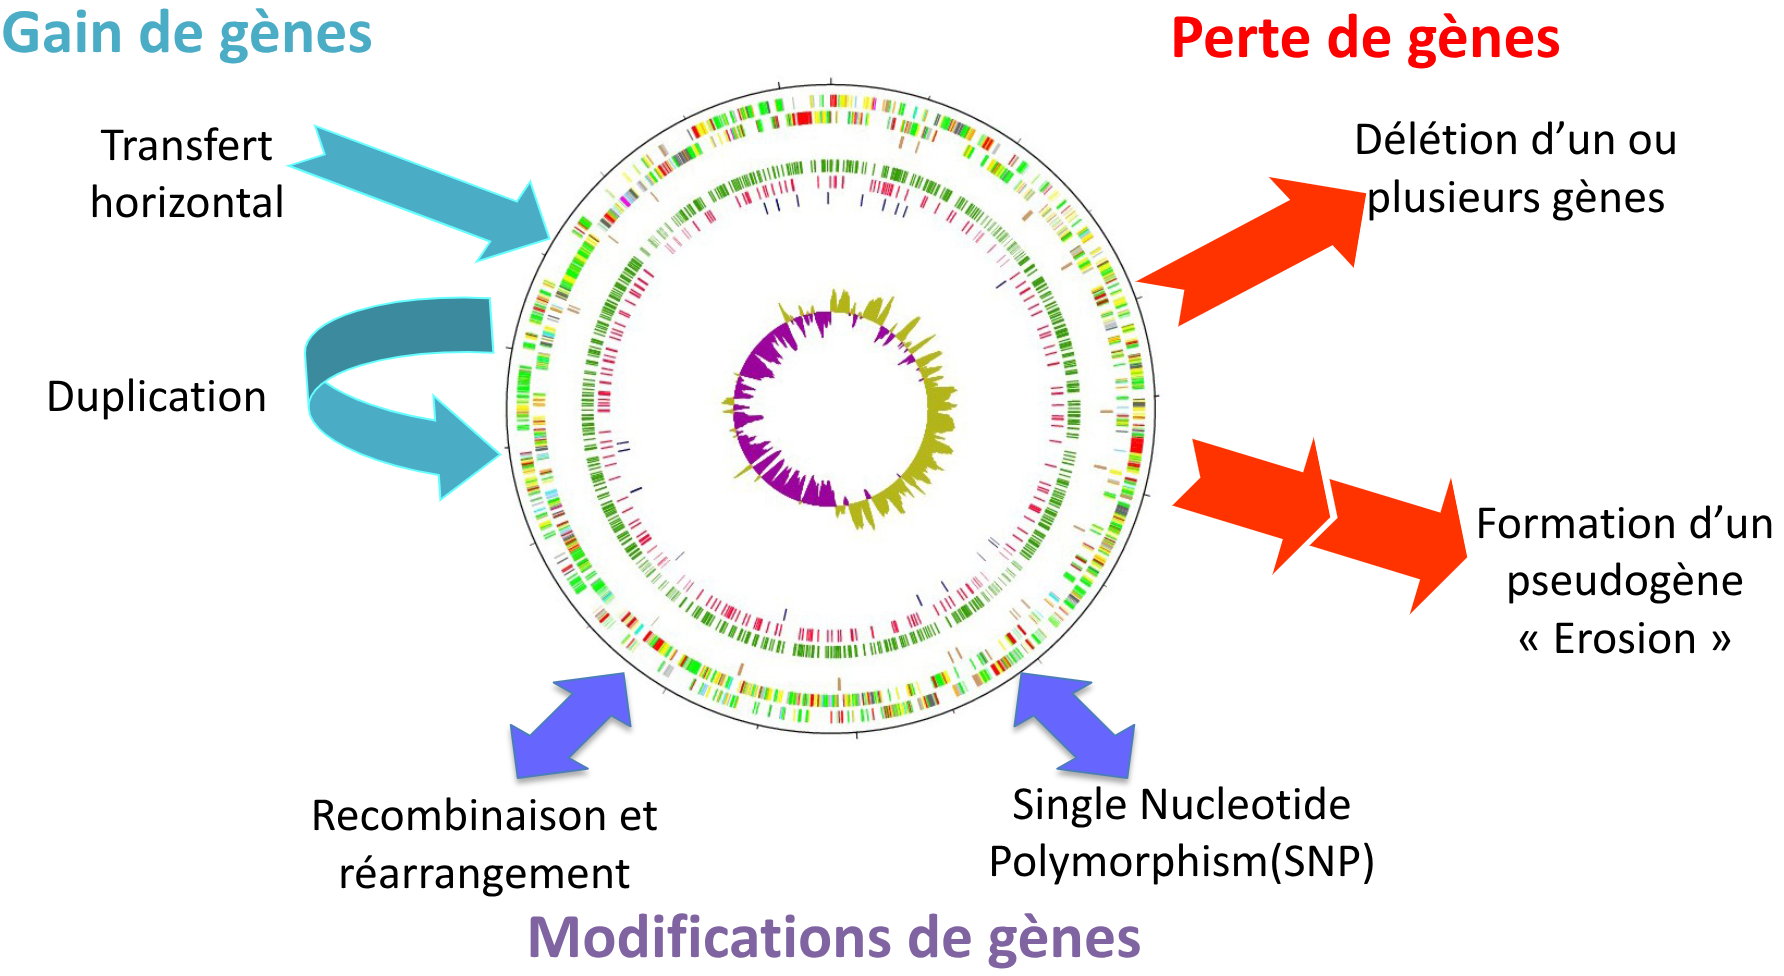 Gain de gènes
Perte de gènes
Transfert
horizontal
Délétion d’un ou
plusieurs gènes
Duplication
Formation d’un
pseudogène
« Erosion »
Recombinaison et
réarrangement
Single Nucleotide
Polymorphism(SNP)
Modifications de gènes